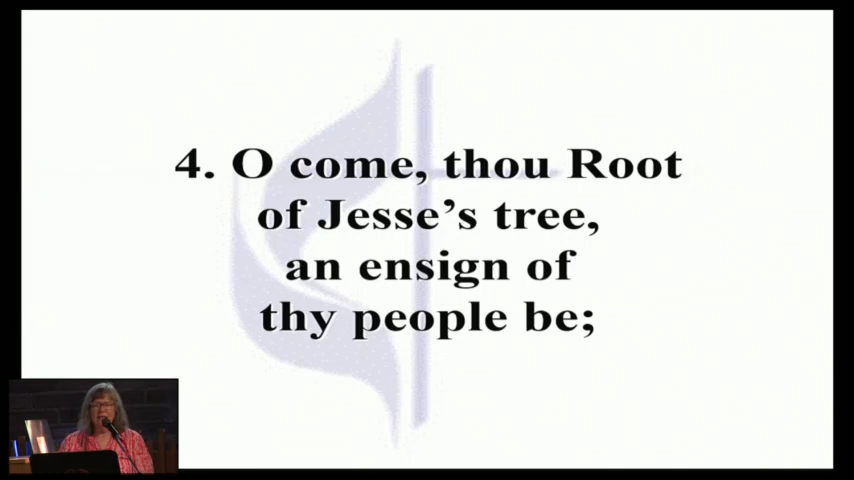 4. O come, thou Root
of Jesse’s tree,
an ensign of
thy people be;